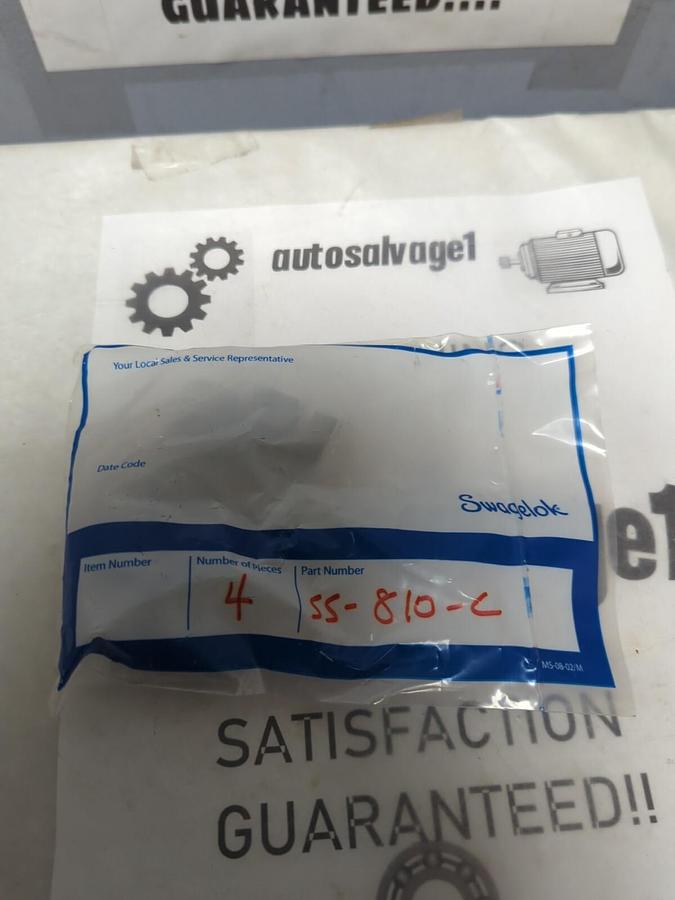 GUARANTEED!!!!
autosalvage1
Your Local Sales & Service Representative
Date Code
Swagelok
e1
Item Number Number of Pieces Part Number
4 SS-810-C
MS-08-02/M
SATISFACTION
GUARANTEED!!